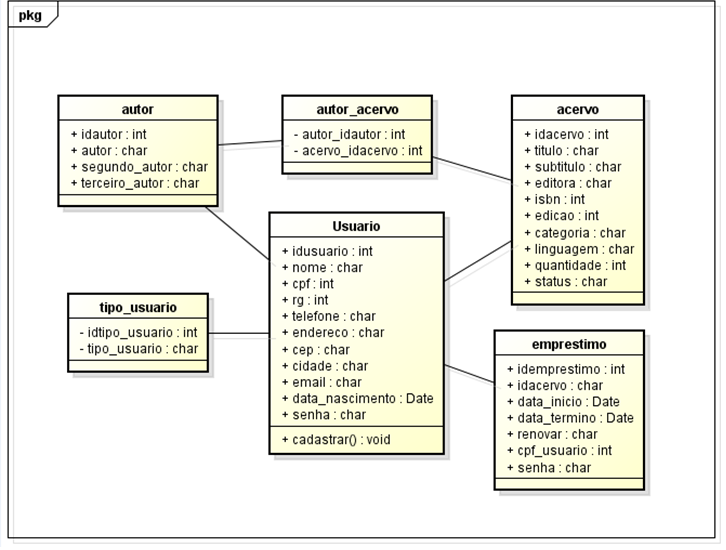 pkg
autor
+ idautor : int
+ autor : char
+ segundo_autor : char
+ terceiro_autor : char
autor_acervo
- autor_idautor : int
- acervo_idacervo : int
acervo
+ idacervo : int
+ titulo : char
+ subtitulo : char
+ editora : char
+ isbn : int
+ edicao : int
+ categoria : char
+ linguagem : char
+ quantidade : int
+ status : char
Usuario
+ idusuario : int
+ nome : char
+ cpf : int
+ rg : int
+ telefone : char
+ endereco : char
+ cep : char
+ cidade : char
+ email : char
+ data_nascimento : Date
+ senha : char
+ cadastrar() : void
tipo_usuario
- idtipo_usuario : int
- tipo_usuario : char
emprestimo
+ idemprestimo : int
+ idacervo : char
+ data_inicio : Date
+ data_termino : Date
+ renovar : char
+ cpf_usuario : int
+ senha : char